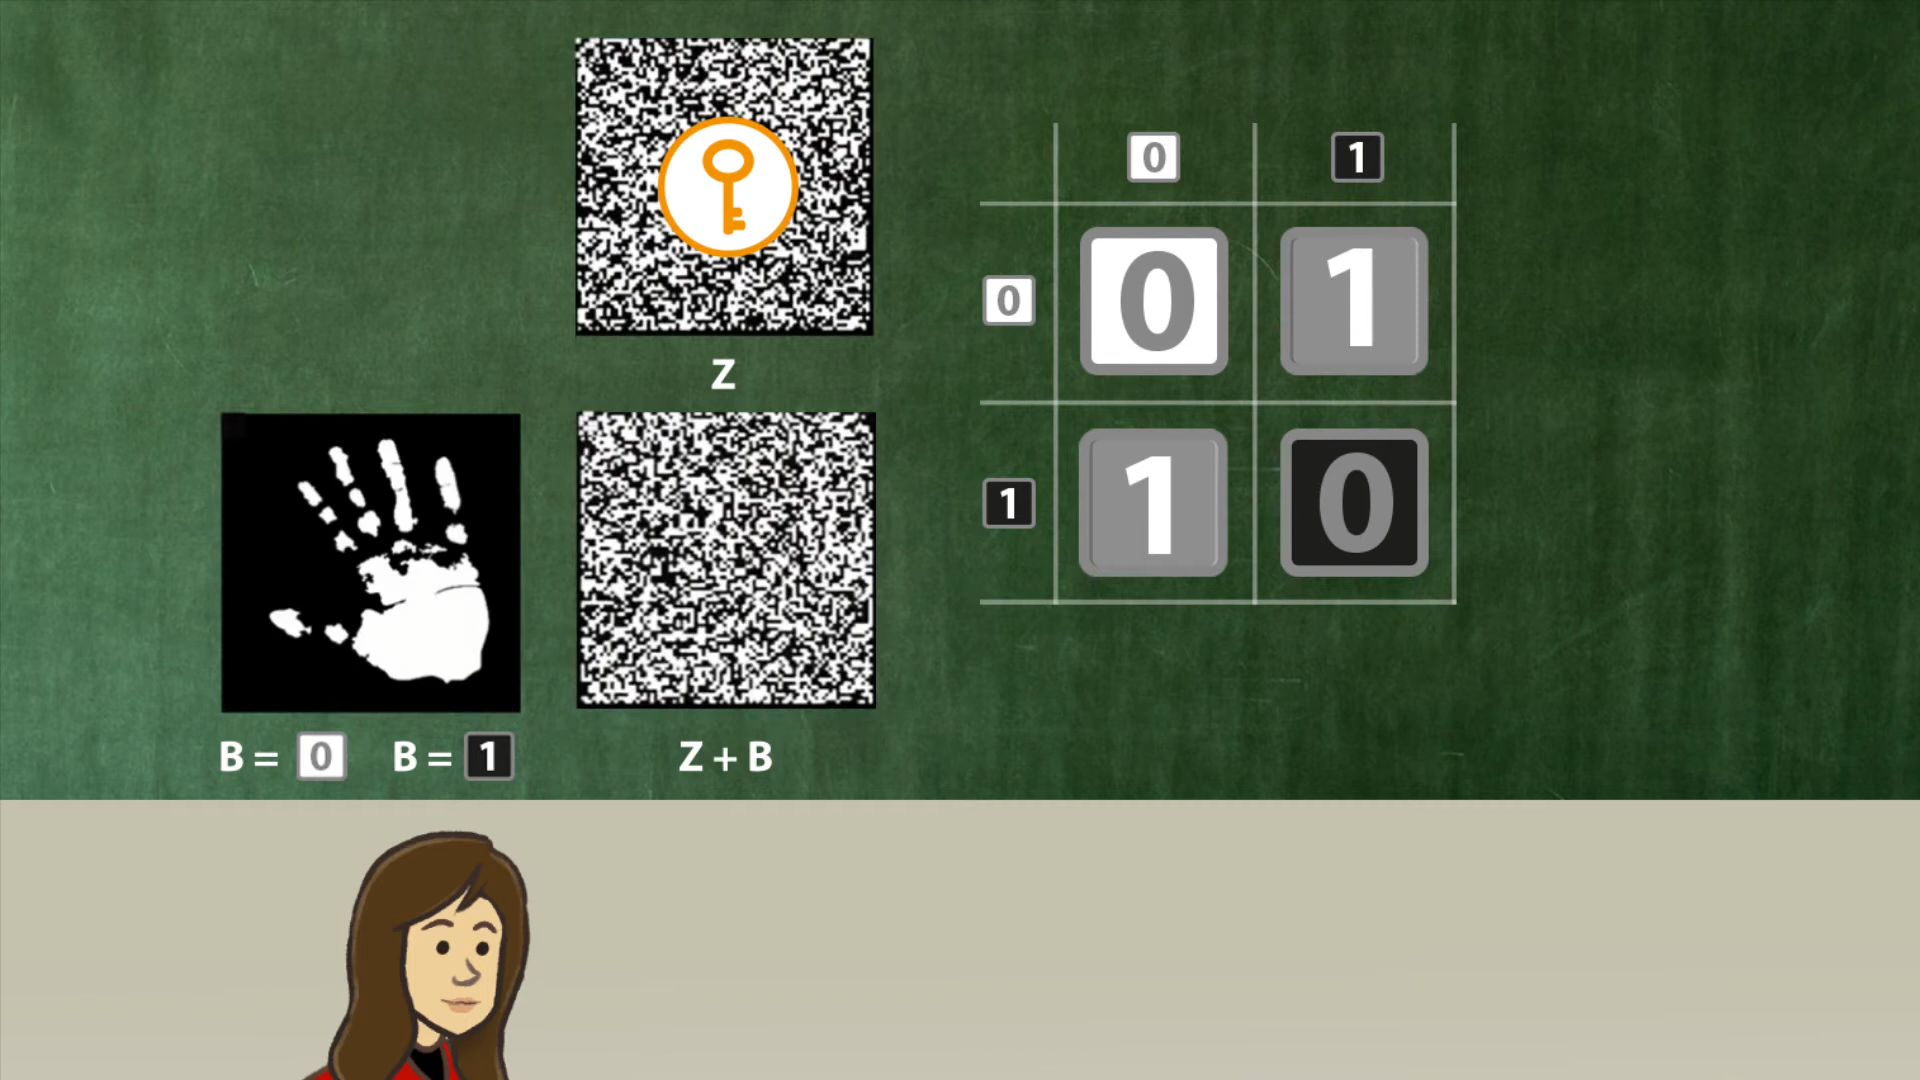 Z
B = 0 B = 1
Z + B
0 1
0 0 1
1 1 0